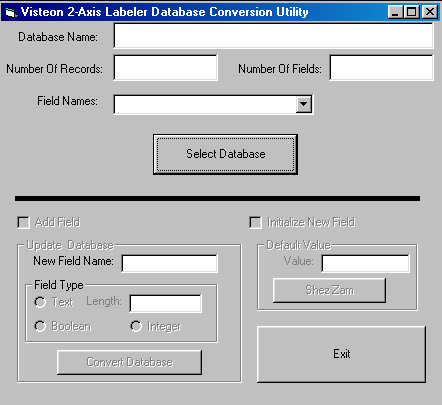 Visteon 2-Axis Labeler Database Conversion Utility
Database Name:
Number Of Records: Number Of Fields:
Field Names:
Select Database
Add Field Initialize New Field
Update Database Default Value
New Field Name: Value:
Field Type
Text Length: Shez Zam
Boolean Integer
Exit
Convert Database